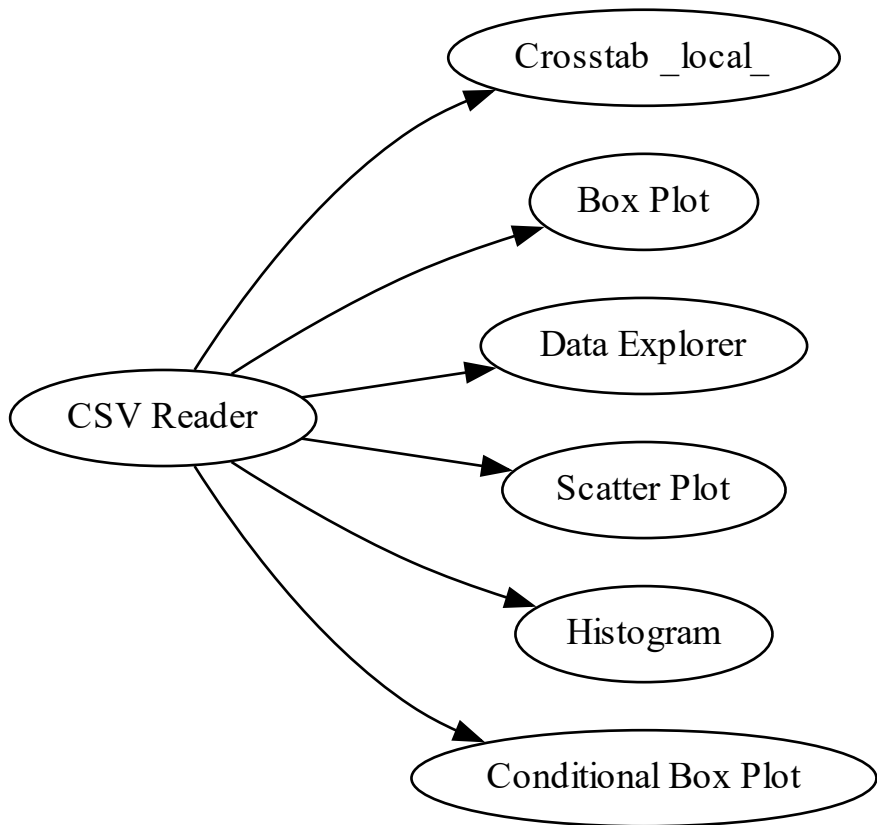 Crosstab _local_
Box Plot
Data Explorer
CSV Reader
Scatter Plot
Histogram
Conditional Box Plot